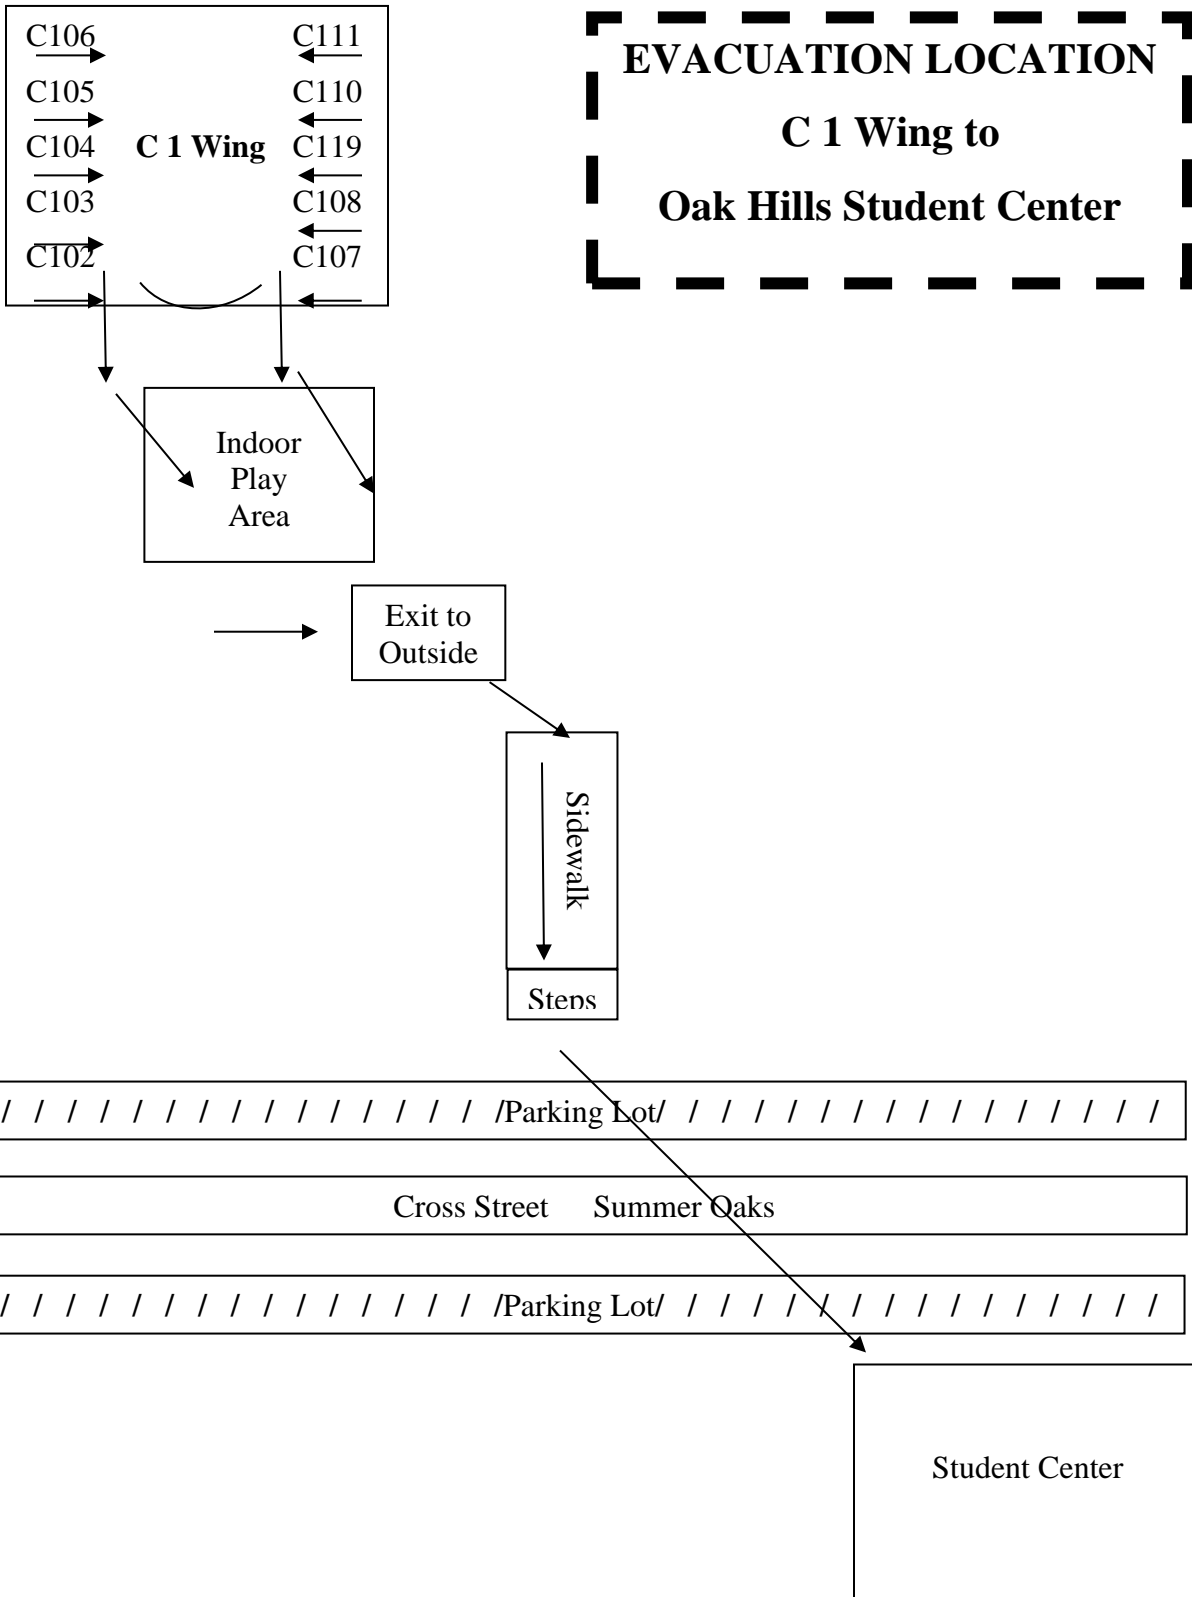 C106 C111
C105 C110
C104 C 1 Wing C119
C103 C108
C102 C107
EVACUATION LOCATION
C 1 Wing to
Oak Hills Student Center
Indoor
Play
Area
Exit to
Outside
Sidewalk
Steps
/ / / / / / / / / / / / / / / /Parking Lot/ / / / / / / / / / / / / / / /
Cross Street Summer Oaks
/ / / / / / / / / / / / / / / /Parking Lot/ / / / / / / / / / / / / / / /
Student Center